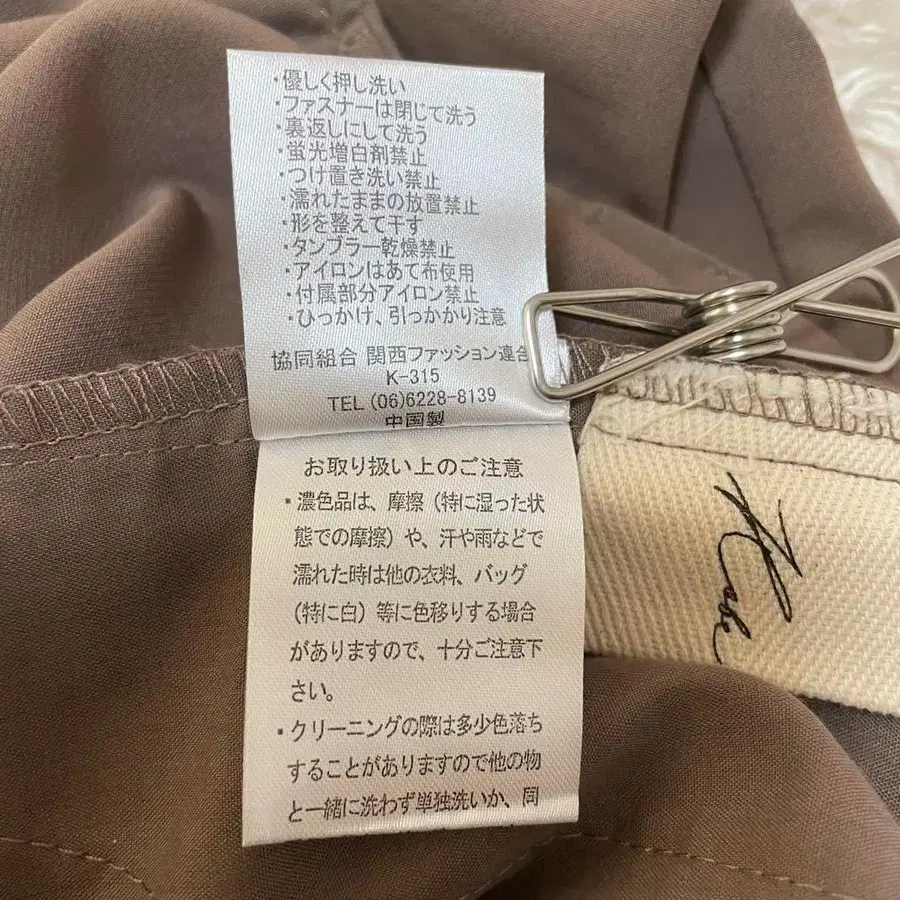 ・優しく押し洗い
・ファスナーは閉じて洗う
・裏返しにして洗う
・蛍光増白剤禁止
・つけ置き洗い禁止
・濡れたままの放置禁止
・形を整えて干す
・タンブラー乾燥禁止
・アイロンはあて布使用
・付属部分アイロン禁止
・ひっかけ、引っかかり注意
協同組合 関西ファッション連合
K-315
TEL (06)6228-8139
中国製
お取り扱い上のご注意
・濃色品は、摩擦（特に湿った状
態での摩擦）や、汗や雨などで
濡れた時は他の衣料、バッグ
（特に白）等に色移りする場合
がありますので、十分ご注意下
さい。
・クリーニングの際は多少色落ち
することがありますので他の物
と一緒に洗わず単独洗いか、同